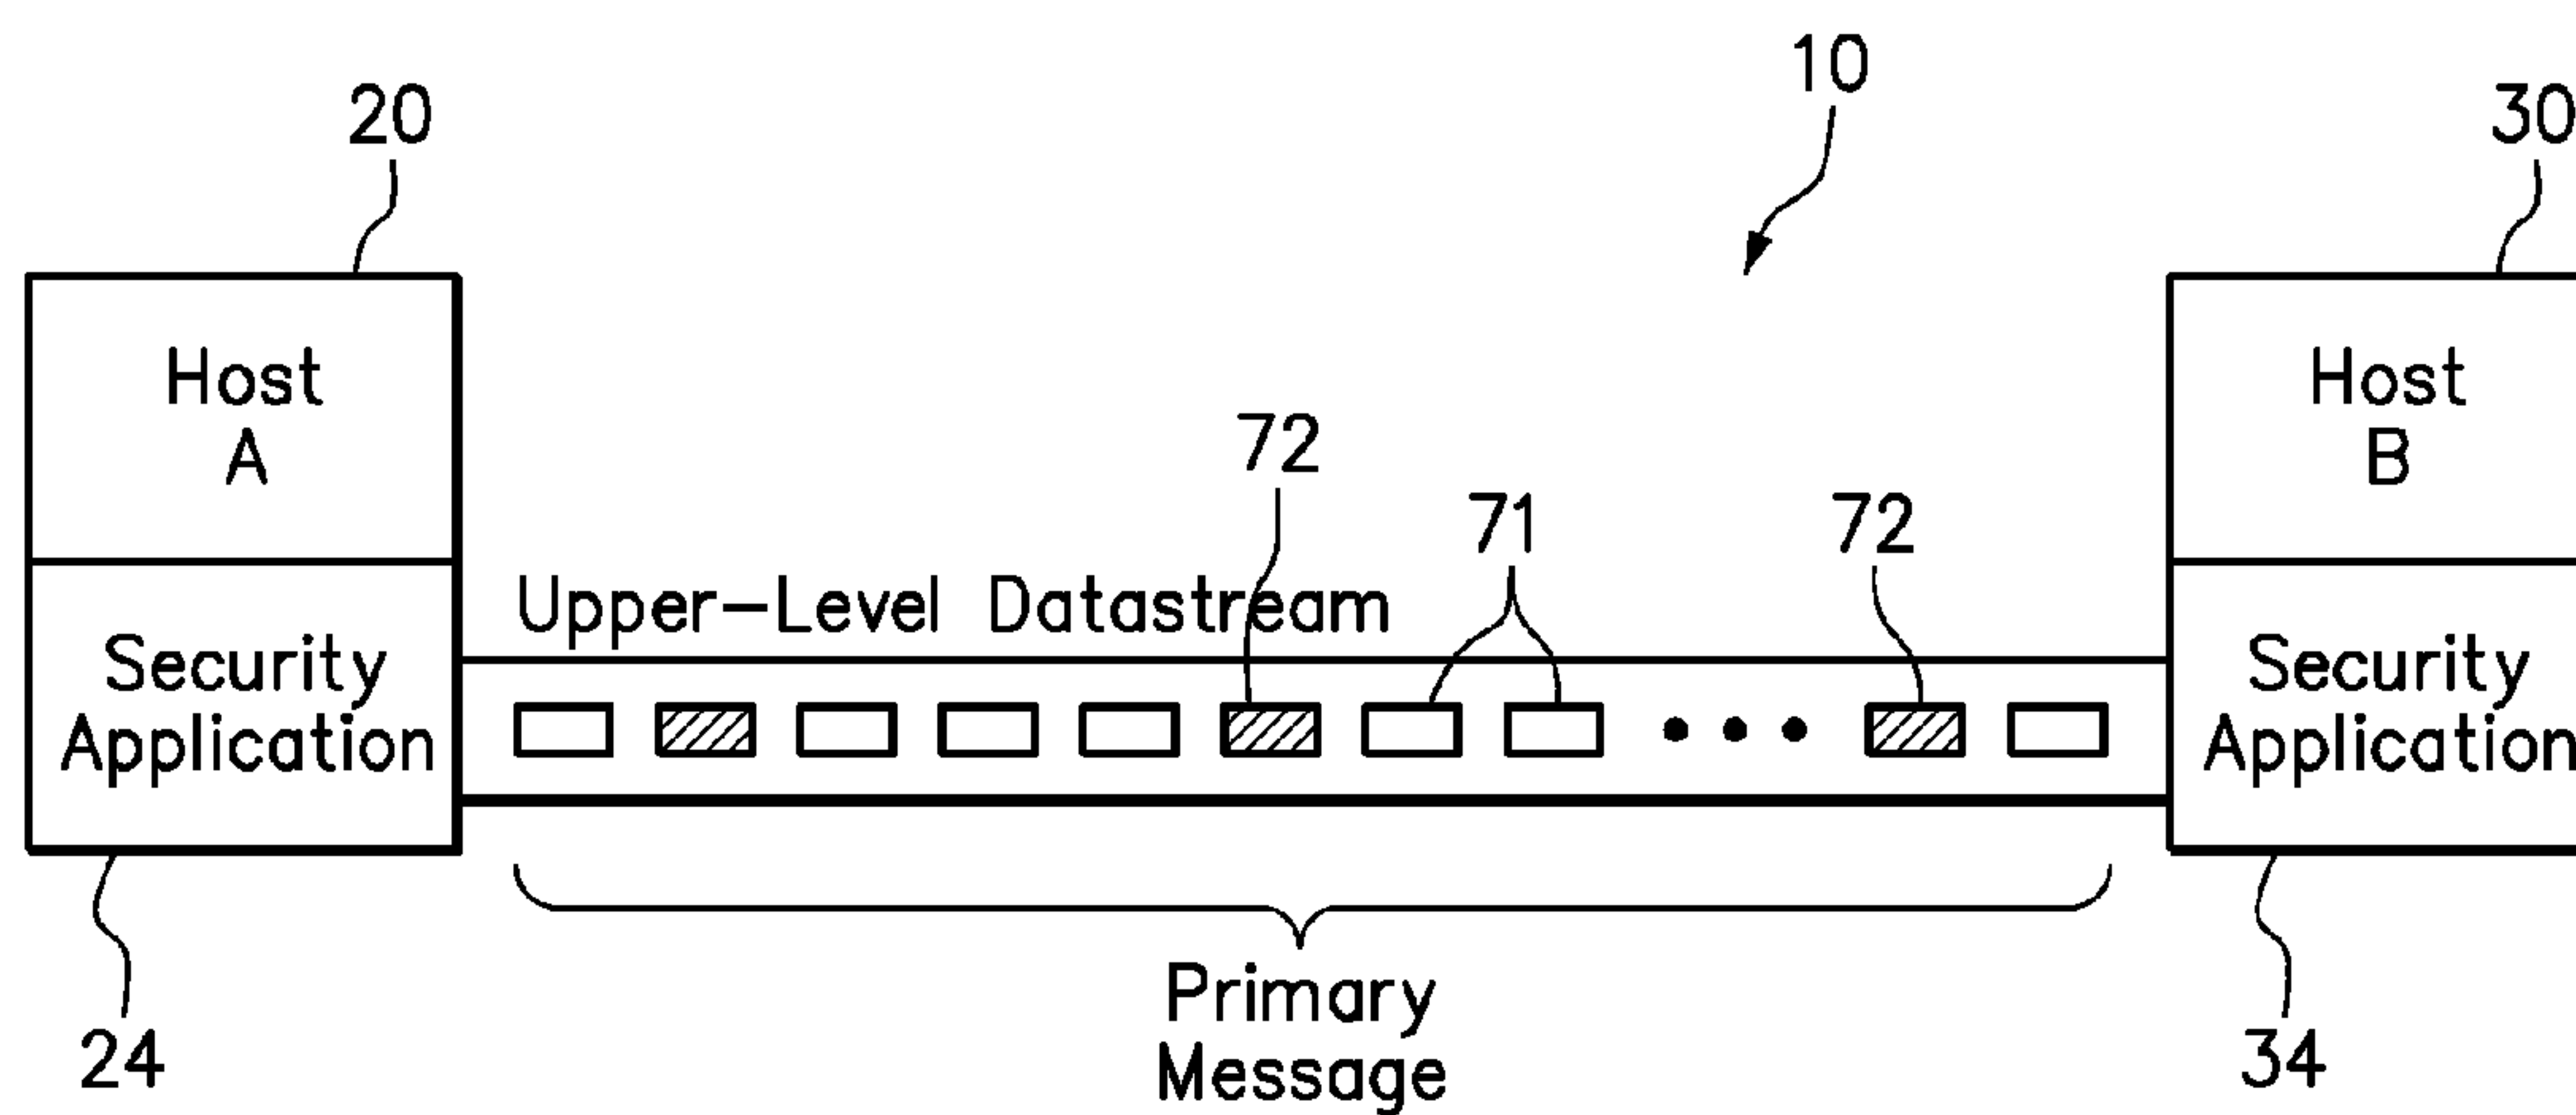 10
20
30
Host
A
Host
B
72
71
72
Upper-Level Datastream
Security
Application
Security
Application
Primary
Message
24
34